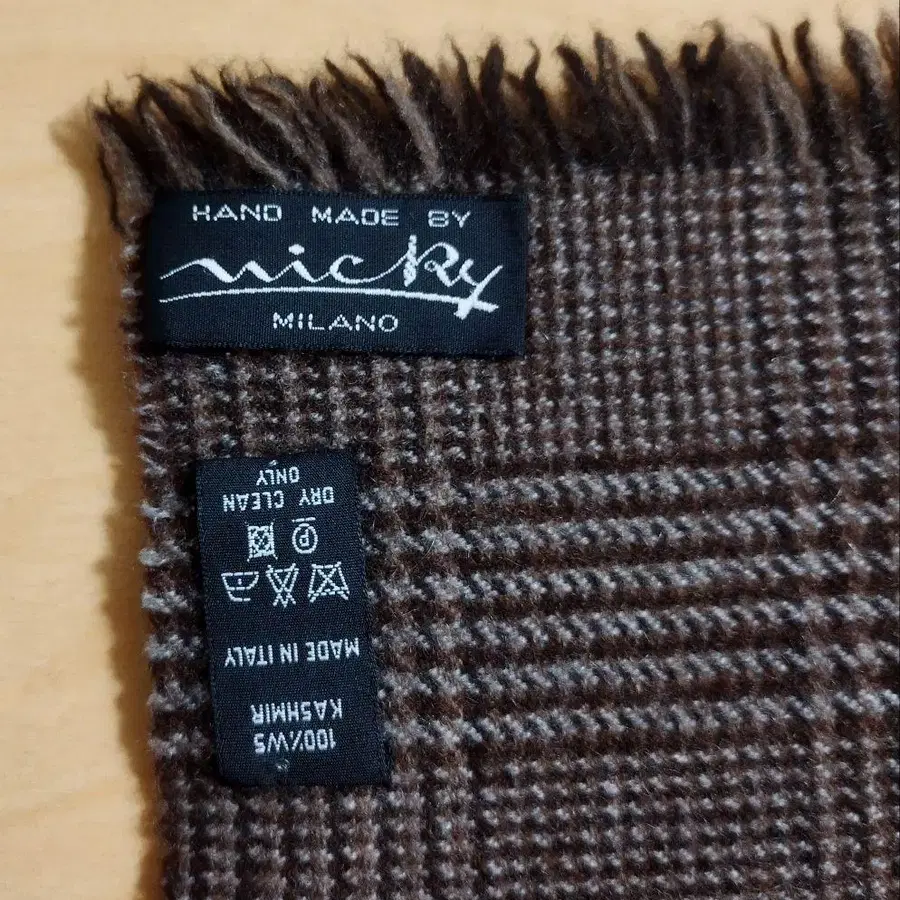 HAND MADE BY
nicky
MILANO
100%WS
KASHMIR
MADE IN ITALY
P
DRY CLEAN
ONLY